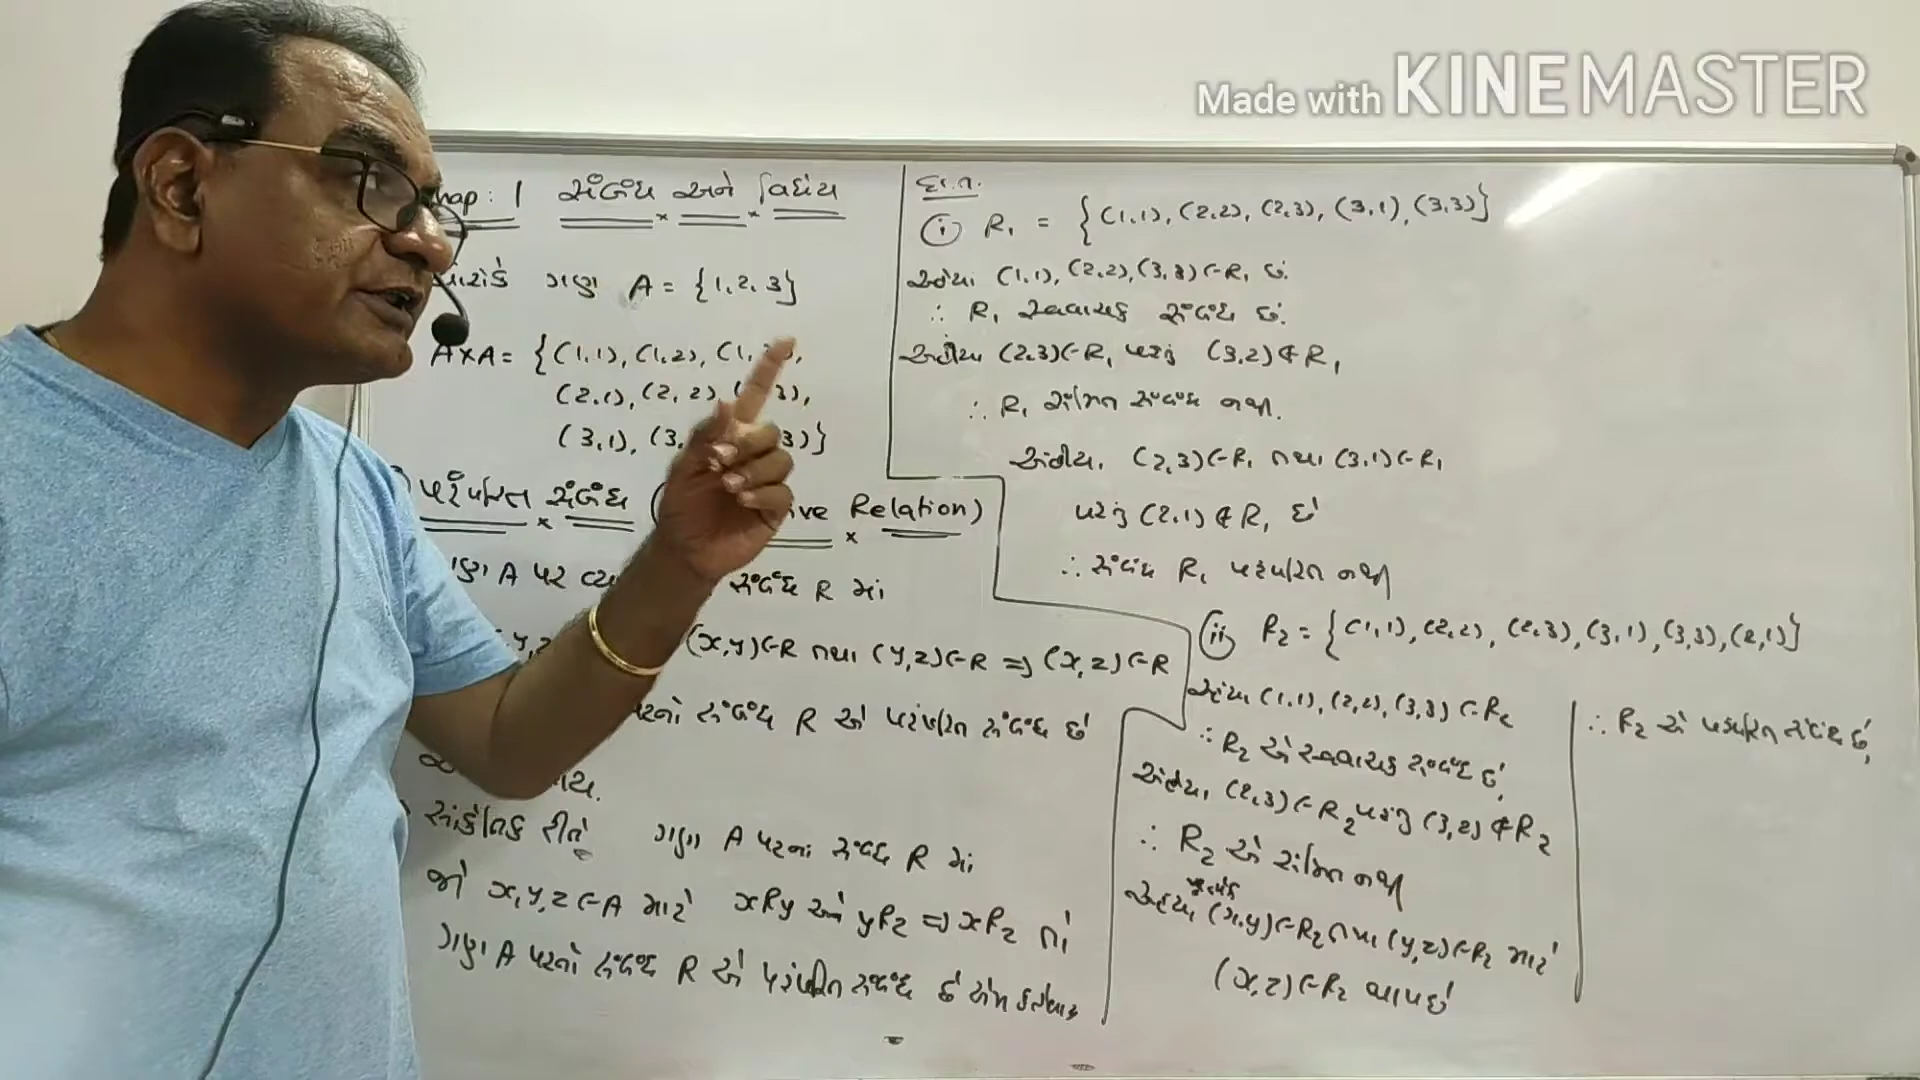 Made with KINEMASTER
hap: 1 સંબંધ અને વિધેય
ધારોકે ગણ A = {1,2,3}
A×A = {(1,1), (1,2), (1,
(2,1), (2,2), 3),
(3,1), (3, 3)}
પરંપરિત સંબંધ ( ive Relation)
ગણ A પર સંબંધ R માં
y,z (x,y)∈R તથા (y,z)∈R ⇒ (x,z)∈R
પરનો સંબંધ R એ પરંપરિત સંબંધ છે
સાંકેતિક રીતે ગણ A પરના સંબંધ R માં
જો x,y,z∈A માટે xRy અને yRz ⇒ xRz તો
ગણ A પરનો સંબંધ R એ પરંપરિત સંબંધ છે એમ કહેવાય
દા.ત.
(i) R₁ = {(1,1), (2,2), (2,3), (3,1), (3,3)}
અહીંયા (1,1), (2,2), (3,3)∈R₁ છે.
∴ R₁ સ્વવાચક સંબંધ છે.
અહીંયા (2,3)∈R₁ પરંતુ (3,2)∉R₁
∴ R₁ સંમિત સંબંધ નથી.
અહીંયા (2,3)∈R₁ તથા (3,1)∈R₁
પરંતુ (2,1)∉R₁ છે
∴ સંબંધ R₁ પરંપરિત નથી
(ii) R₂ = {(1,1), (2,2), (2,3), (3,1), (3,3), (2,1)}
અહીંયા (1,1), (2,2), (3,3)∈R₂
∴ R₂ એ સ્વવાચક સંબંધ છે.
અહીંયા (2,3)∈R₂ પરંતુ (3,2)∉R₂
∴ R₂ એ સંમિત નથી
અહીંયા પ્રત્યેક (x,y)∈R₂ તથા (y,z)∈R₂ માટે
(x,z)∈R₂ થાય છે
∴ R₂ એ પરંપરિત સંબંધ છે.